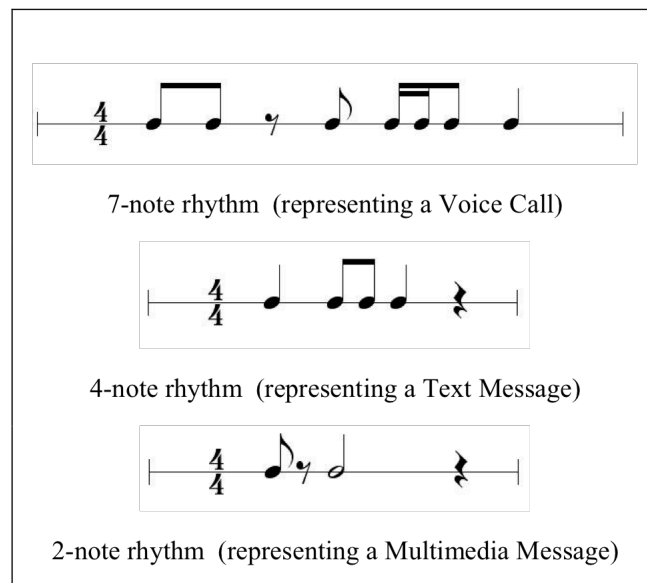 4
4
7-note rhythm (representing a Voice Call)
4
4
4-note rhythm (representing a Text Message)
4
4
2-note rhythm (representing a Multimedia Message)